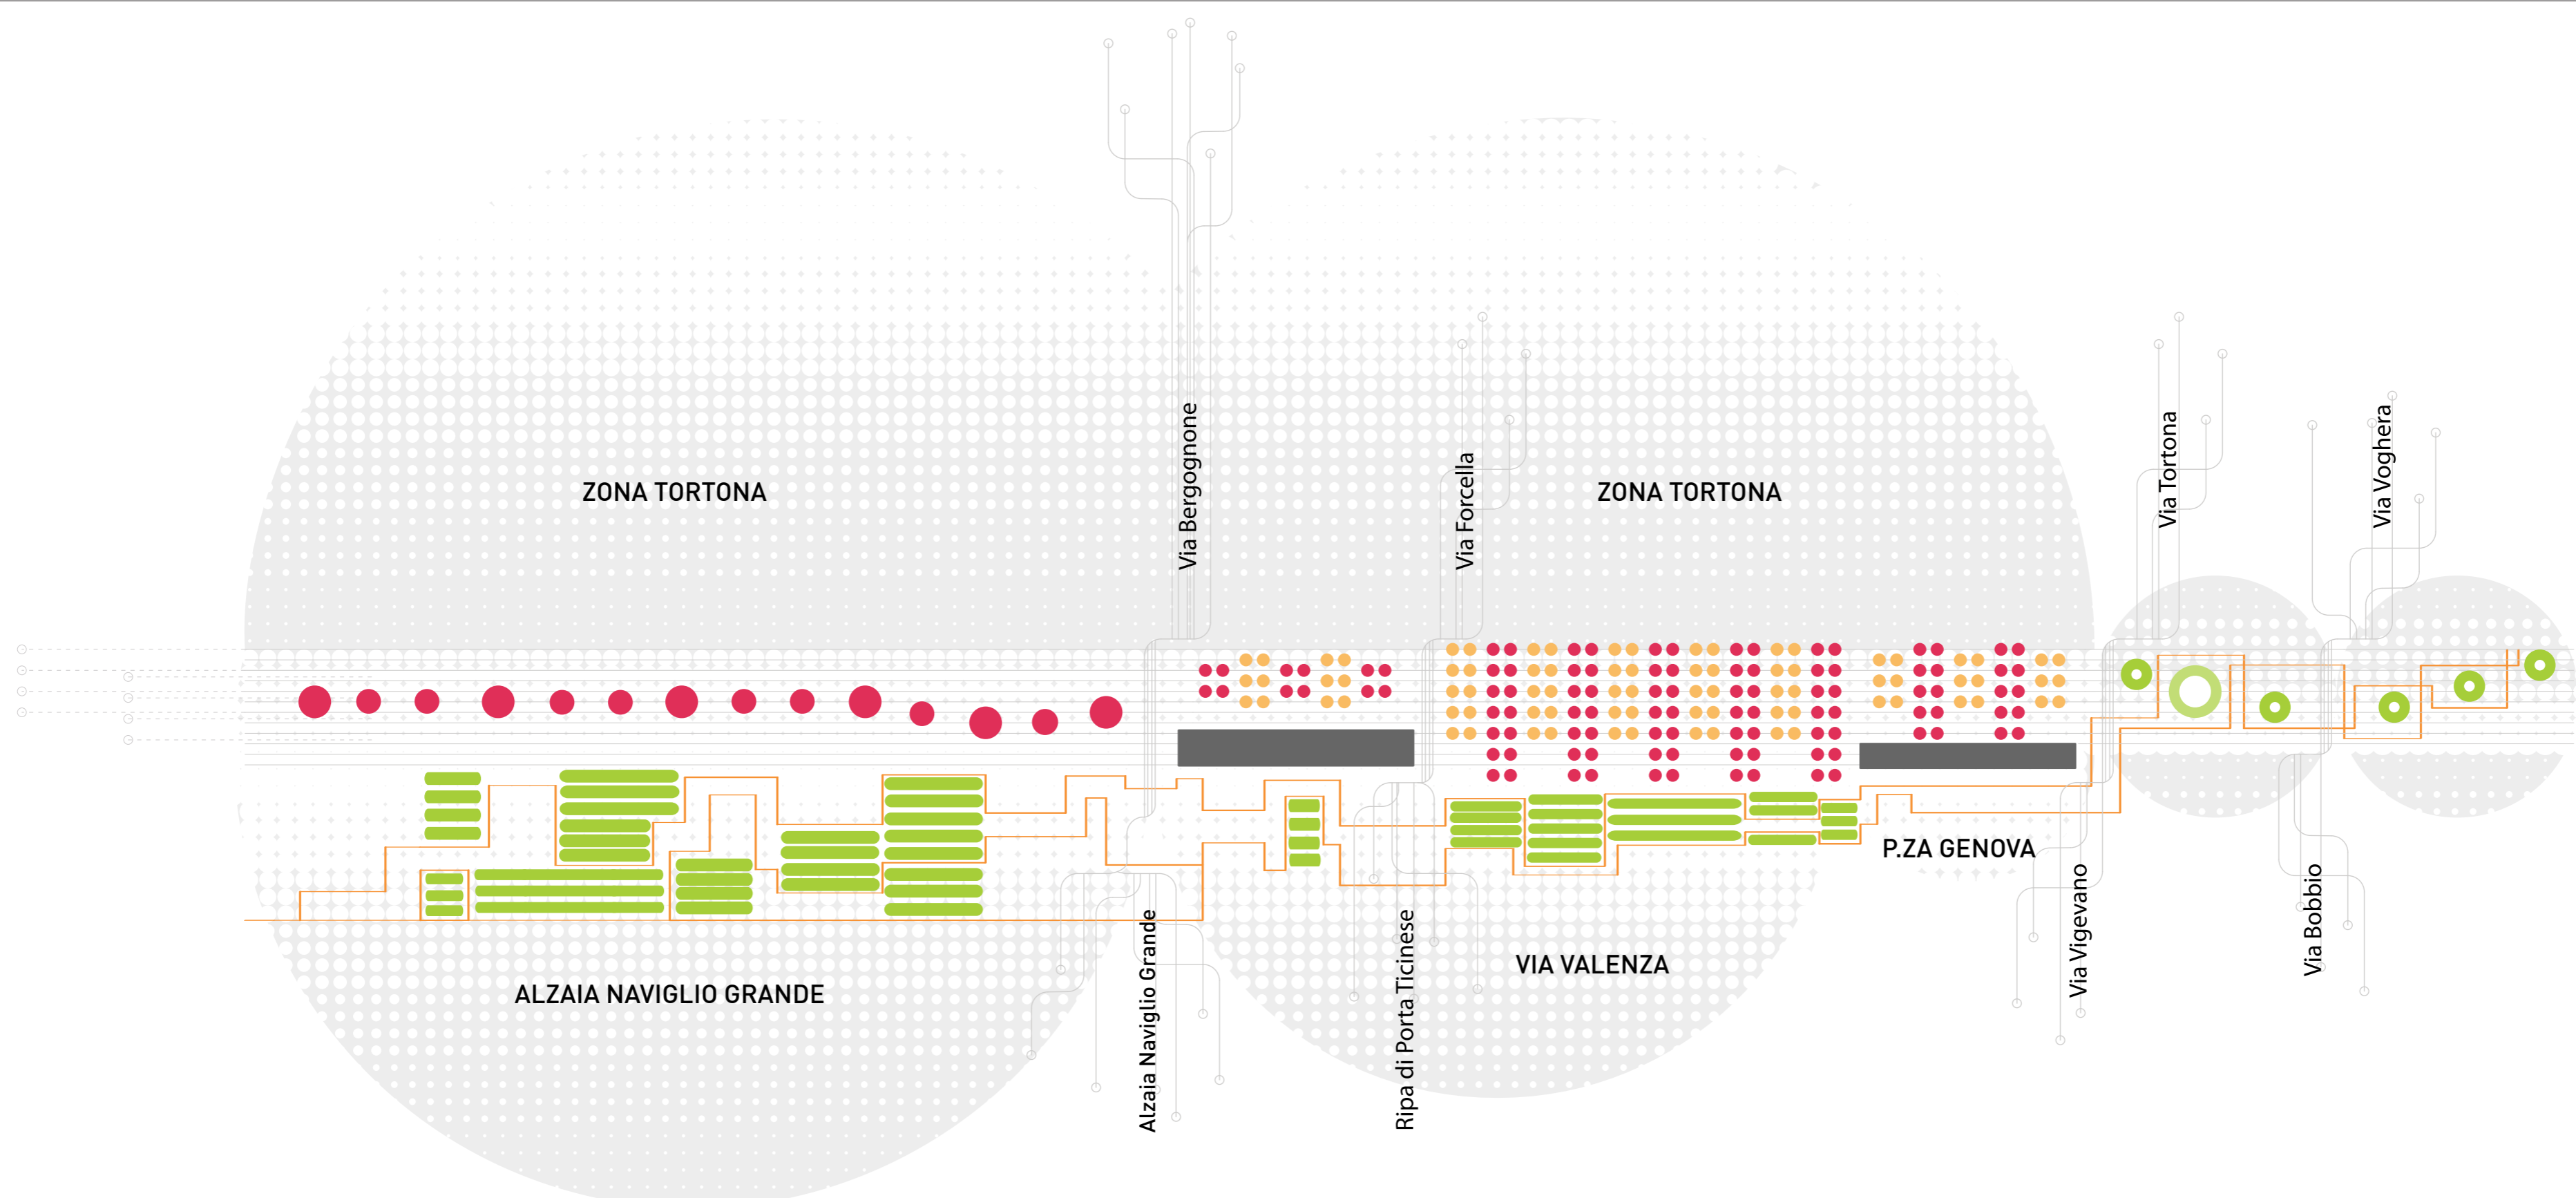 ZONA TORTONA
Via Bergognone
Via Forcella
ZONA TORTONA
Via Tortona
Via Voghera
ALZAIA NAVIGLIO GRANDE
Alzaia Naviglio Grande
Ripa di Porta Ticinese
VIA VALENZA
P.ZA GENOVA
Via Vigevano
Via Bobbio